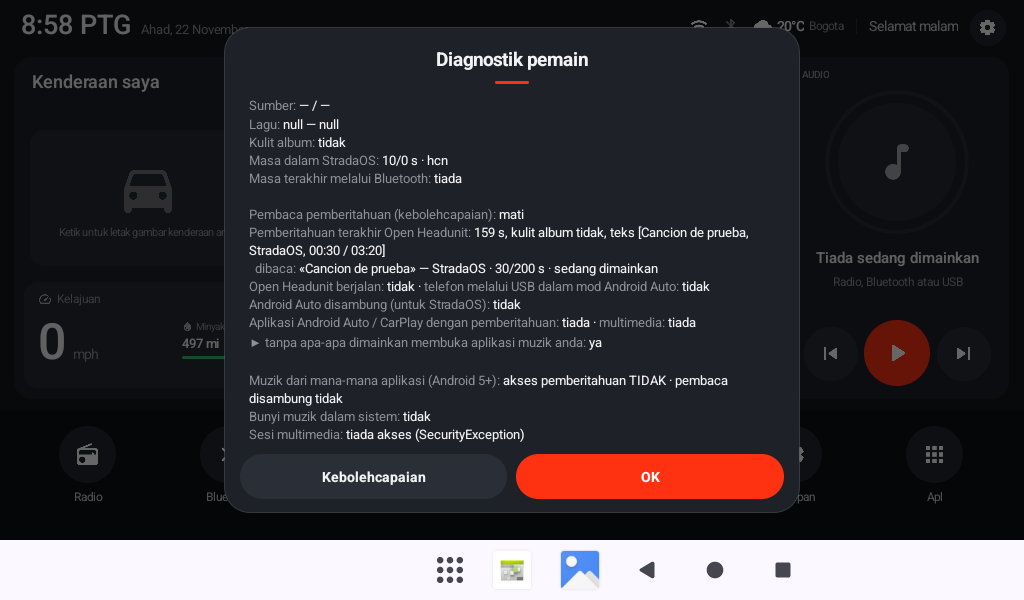 8:58 PTG
Ahad, 22 Novembe
20°C Bogota
Selamat malam
Kenderaan saya
Ketik untuk letak gambar kenderaan an
Kelajuan
0 mph
Minyak
497 mi
Diagnostik pemain
Sumber: — / —
Lagu: null — null
Kulit album: tidak
Masa dalam StradaOS: 10/0 s · hcn
Masa terakhir melalui Bluetooth: tiada
Pembaca pemberitahuan (kebolehcapaian): mati
Pemberitahuan terakhir Open Headunit: 159 s, kulit album tidak, teks [Cancion de prueba,
StradaOS, 00:30 / 03:20]
dibaca: «Cancion de prueba» — StradaOS · 30/200 s · sedang dimainkan
Open Headunit berjalan: tidak · telefon melalui USB dalam mod Android Auto: tidak
Android Auto disambung (untuk StradaOS): tidak
Aplikasi Android Auto / CarPlay dengan pemberitahuan: tiada · multimedia: tiada
► tanpa apa-apa dimainkan membuka aplikasi muzik anda: ya
Muzik dari mana-mana aplikasi (Android 5+): akses pemberitahuan TIDAK · pembaca
disambung tidak
Bunyi muzik dalam sistem: tidak
Sesi multimedia: tiada akses (SecurityException)
Kebolehcapaian
OK
AUDIO
Tiada sedang dimainkan
Radio, Bluetooth atau USB
Radio
Blue
pan
Apl